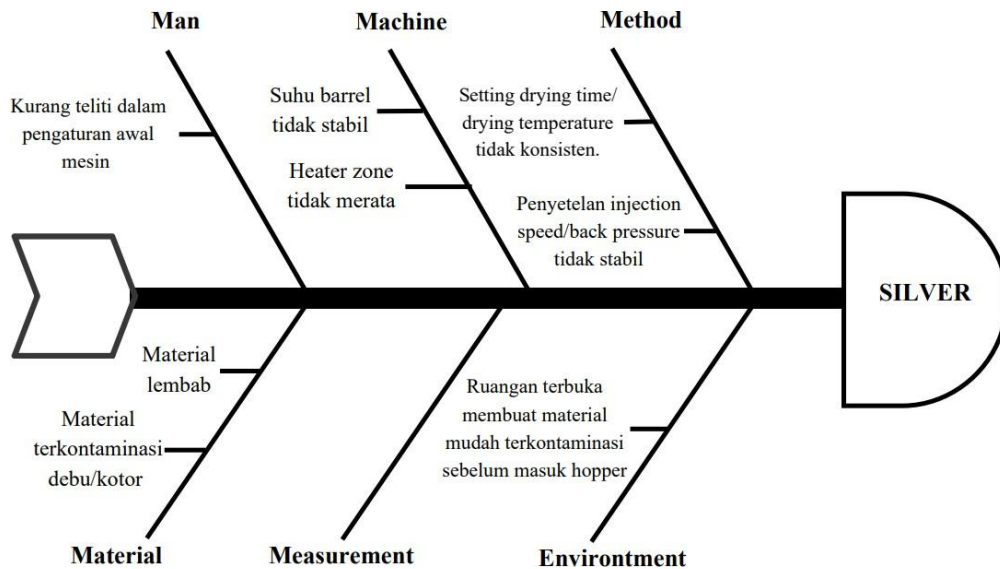 Man
Machine
Method
Kurang teliti dalam
pengaturan awal
mesin
Suhu barrel
tidak stabil
Heater zone
tidak merata
Setting drying time/
drying temperature
tidak konsisten.
Penyetelan injection
speed/back pressure
tidak stabil
SILVER
Material
lembab
Material
terkontaminasi
debu/kotor
Ruangan terbuka
membuat material
mudah terkontaminasi
sebelum masuk hopper
Material
Measurement
Environtment